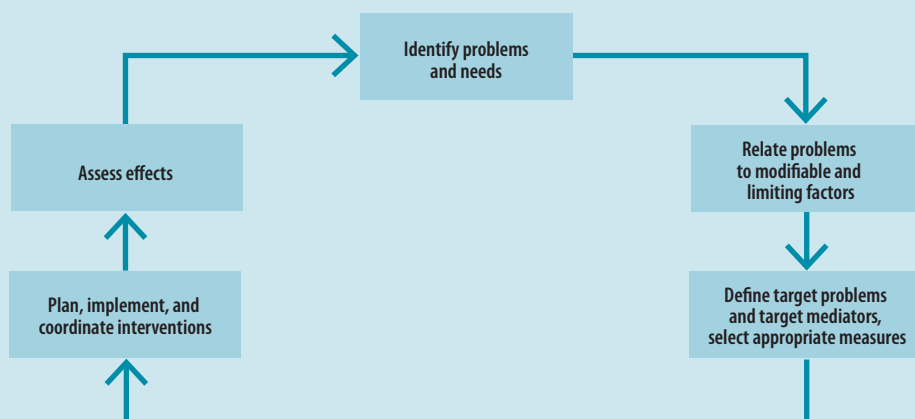 Identify problems
and needs
Relate problems
to modifiable and
limiting factors
Define target problems
and target mediators,
select appropriate measures
Plan, implement, and
coordinate interventions
Assess effects